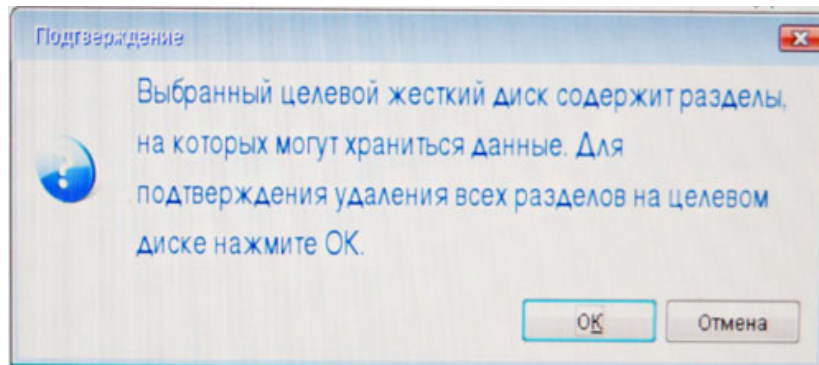 Подтверждение
Выбранный целевой жесткий диск содержит разделы,
на которых могут храниться данные. Для
подтверждения удаления всех разделов на целевом
диске нажмите ОК.
ОК
Отмена